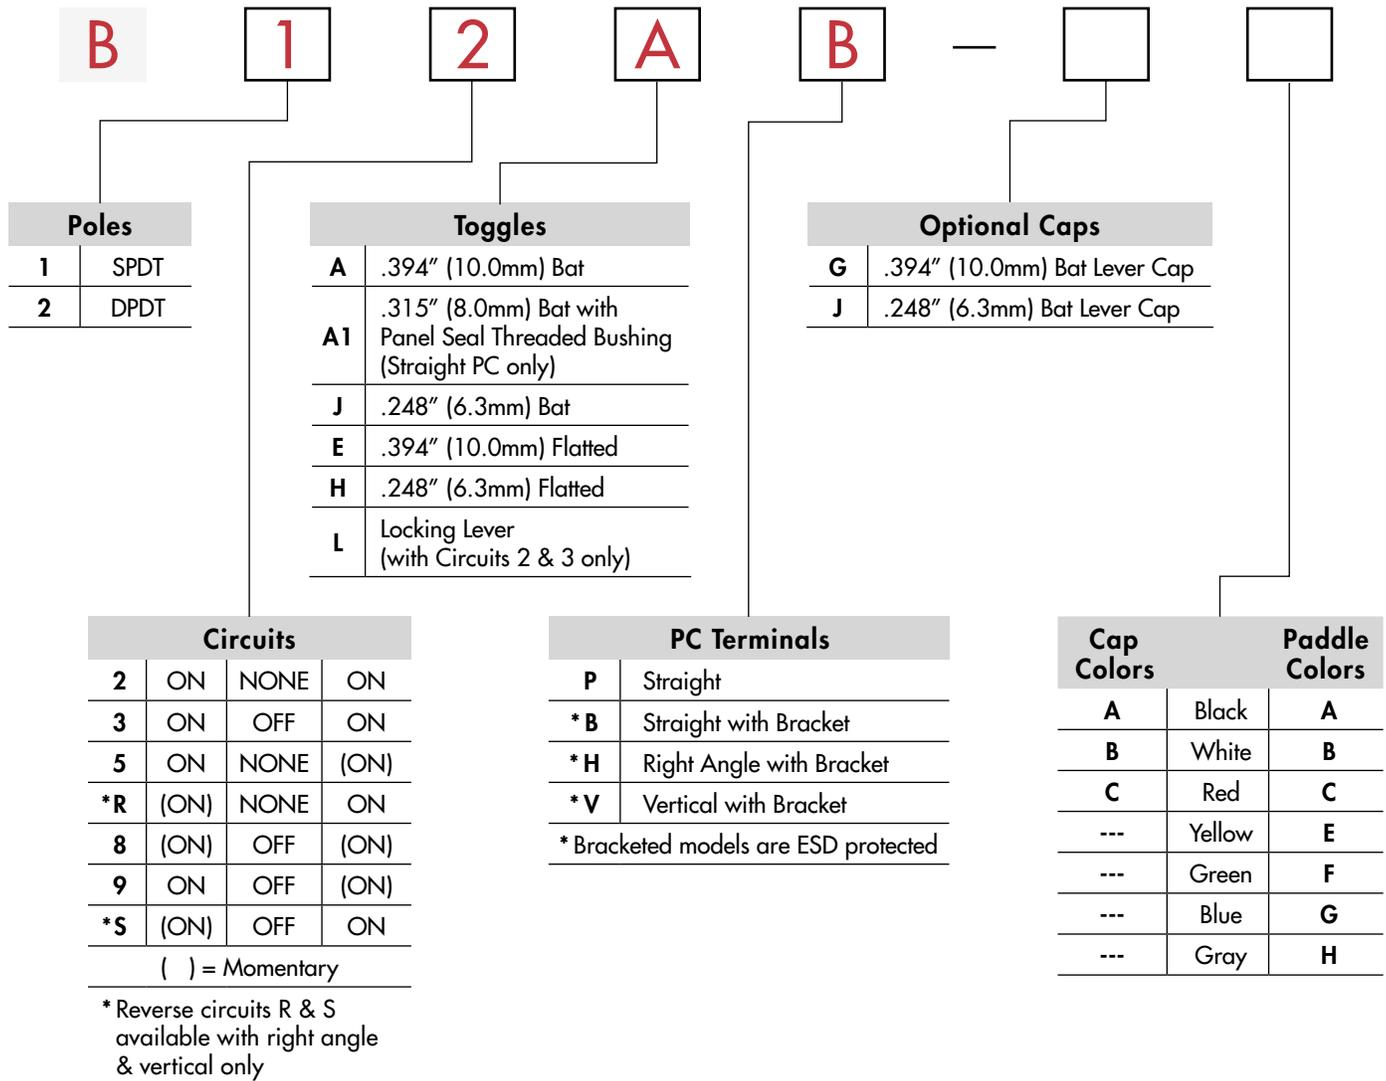 B 1 2 A B —
Poles
1 SPDT
2 DPDT
Toggles
A .394″ (10.0mm) Bat
A1 .315″ (8.0mm) Bat with
Panel Seal Threaded Bushing
(Straight PC only)
J .248″ (6.3mm) Bat
E .394″ (10.0mm) Flatted
H .248″ (6.3mm) Flatted
L Locking Lever
(with Circuits 2 & 3 only)
Optional Caps
G .394″ (10.0mm) Bat Lever Cap
J .248″ (6.3mm) Bat Lever Cap
Circuits
2 ON NONE ON
3 ON OFF ON
5 ON NONE (ON)
*R (ON) NONE ON
8 (ON) OFF (ON)
9 ON OFF (ON)
*S (ON) OFF ON
( ) = Momentary
* Reverse circuits R & S
available with right angle
& vertical only
PC Terminals
P Straight
*B Straight with Bracket
*H Right Angle with Bracket
*V Vertical with Bracket
* Bracketed models are ESD protected
Cap Paddle
Colors Colors
A Black A
B White B
C Red C
--- Yellow E
--- Green F
--- Blue G
--- Gray H